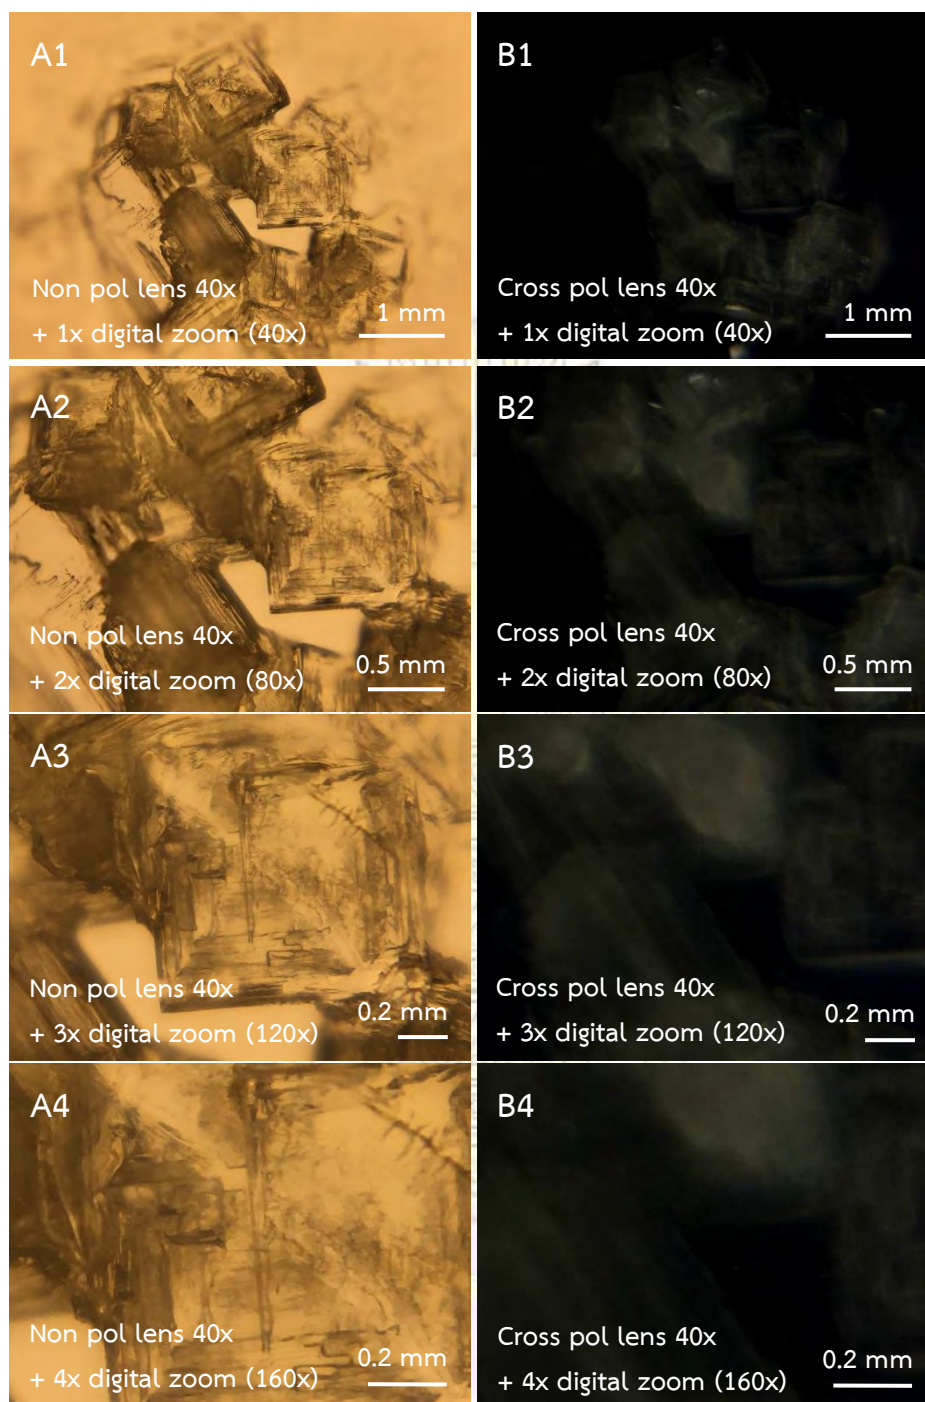 A1
Non pol lens 40x
+ 1x digital zoom (40x)
1 mm
B1
Cross pol lens 40x
+ 1x digital zoom (40x)
1 mm
A2
Non pol lens 40x
+ 2x digital zoom (80x)
0.5 mm
B2
Cross pol lens 40x
+ 2x digital zoom (80x)
0.5 mm
A3
Non pol lens 40x
+ 3x digital zoom (120x)
0.2 mm
B3
Cross pol lens 40x
+ 3x digital zoom (120x)
0.2 mm
A4
Non pol lens 40x
+ 4x digital zoom (160x)
0.2 mm
B4
Cross pol lens 40x
+ 4x digital zoom (160x)
0.2 mm